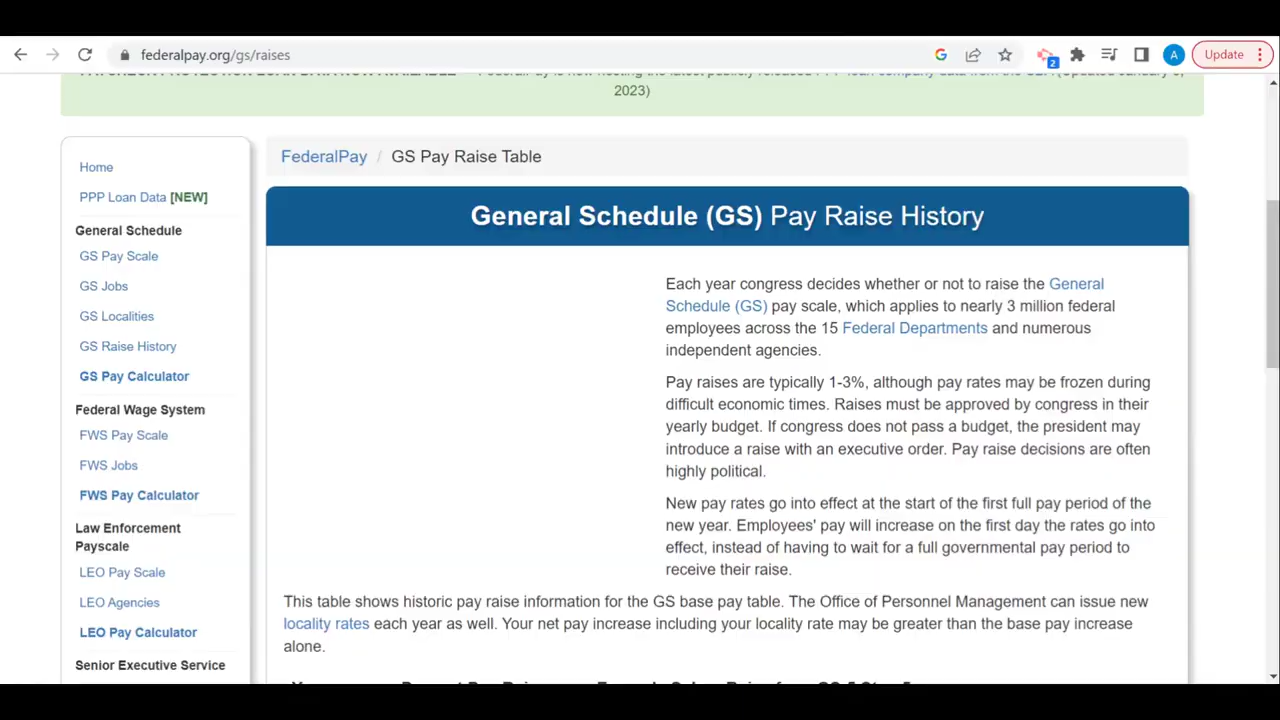 federalpay.org/gs/raises
2
A
Update
2023)
Home
PPP Loan Data [NEW]
General Schedule
GS Pay Scale
GS Jobs
GS Localities
GS Raise History
GS Pay Calculator
Federal Wage System
FWS Pay Scale
FWS Jobs
FWS Pay Calculator
Law Enforcement
Payscale
LEO Pay Scale
LEO Agencies
LEO Pay Calculator
Senior Executive Service
FederalPay / GS Pay Raise Table
General Schedule (GS) Pay Raise History
Each year congress decides whether or not to raise the General
Schedule (GS) pay scale, which applies to nearly 3 million federal
employees across the 15 Federal Departments and numerous
independent agencies.
Pay raises are typically 1-3%, although pay rates may be frozen during
difficult economic times. Raises must be approved by congress in their
yearly budget. If congress does not pass a budget, the president may
introduce a raise with an executive order. Pay raise decisions are often
highly political.
New pay rates go into effect at the start of the first full pay period of the
new year. Employees' pay will increase on the first day the rates go into
effect, instead of having to wait for a full governmental pay period to
receive their raise.
This table shows historic pay raise information for the GS base pay table. The Office of Personnel Management can issue new
locality rates each year as well. Your net pay increase including your locality rate may be greater than the base pay increase
alone.